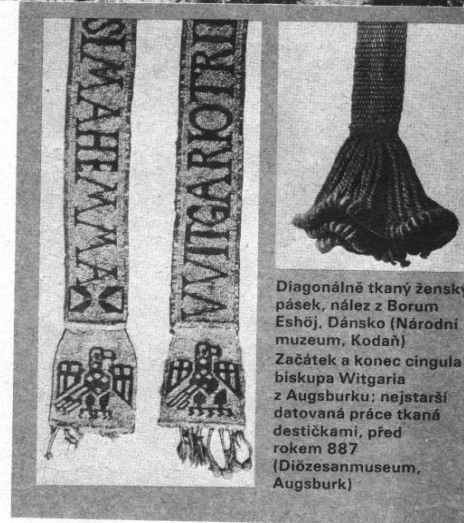 SIMAHEMMA
VVITGARIOTRII
Diagonálně tkaný ženský
pásek, nález z Borum
Eshöj, Dánsko (Národní
muzeum, Kodaň)
Začátek a konec cingula
biskupa Witgaria
z Augsburku; nejstarší
datovaná práce tkaná
destičkami, před
rokem 887
(Diözesanmuseum,
Augsburk)